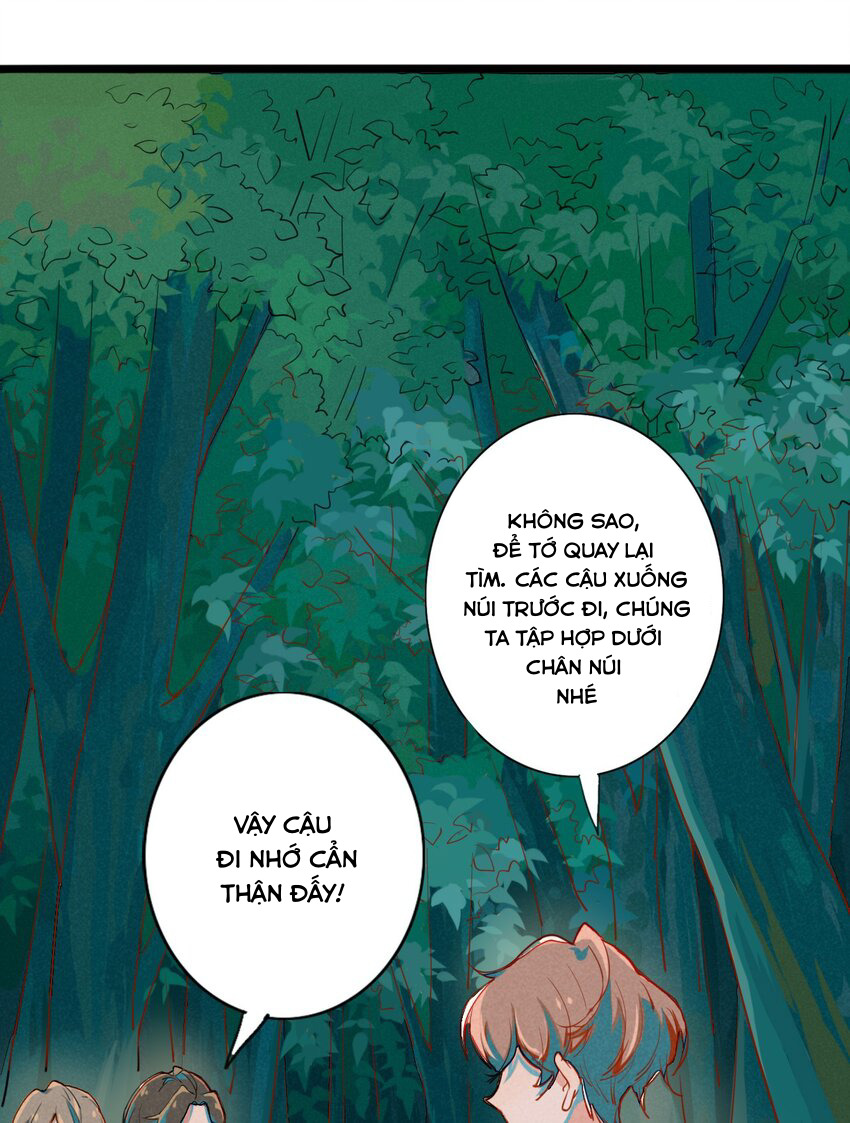 KHÔNG SAO,
ĐỂ TỚ QUAY LẠI
TÌM. CÁC CẬU XUỐNG
NÚI TRƯỚC ĐI, CHÚNG
TA TẬP HỢP DƯỚI
CHÂN NÚI
NHÉ
VẬY CẬU
ĐI NHỚ CẨN
THẬN ĐẤY!